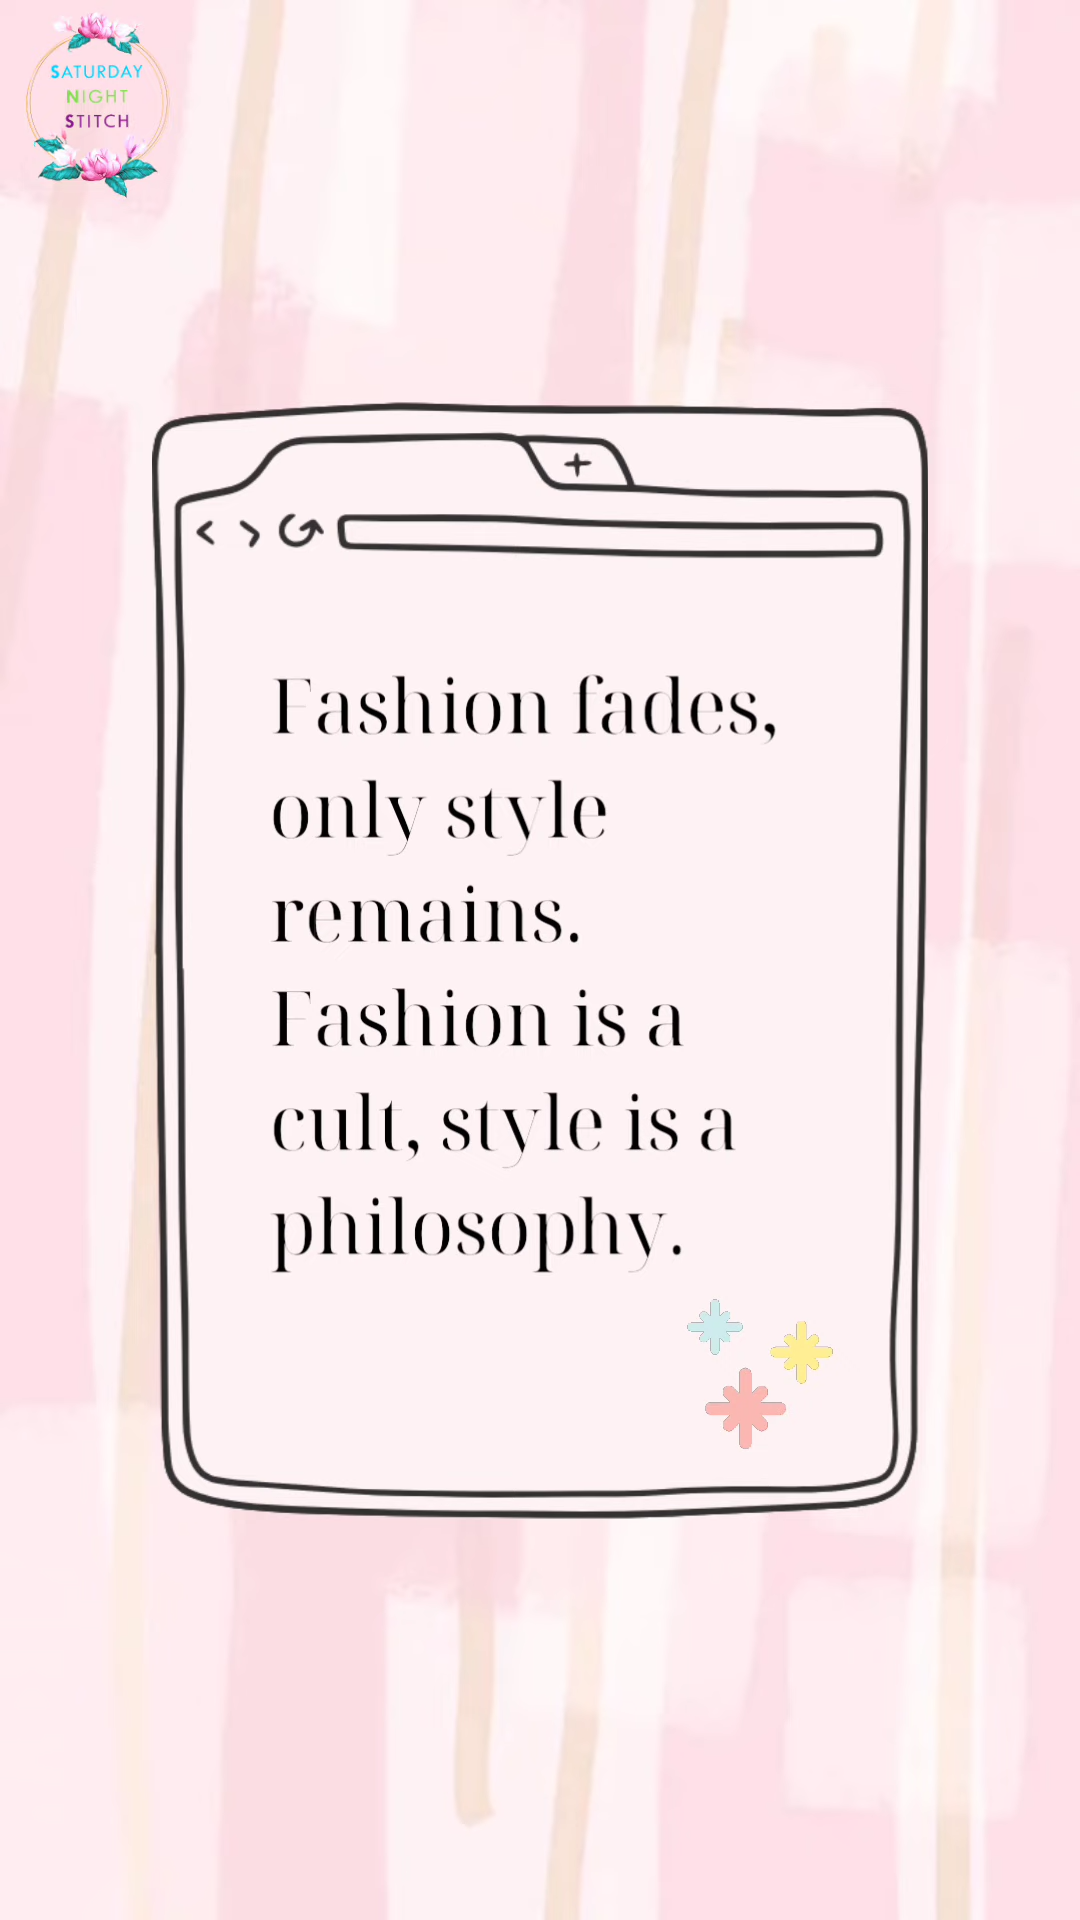 SATURDAY
NIGHT
STITCH
Fashion fades,
only style
remains.
Fashion is a
cult, style is a
philosophy.